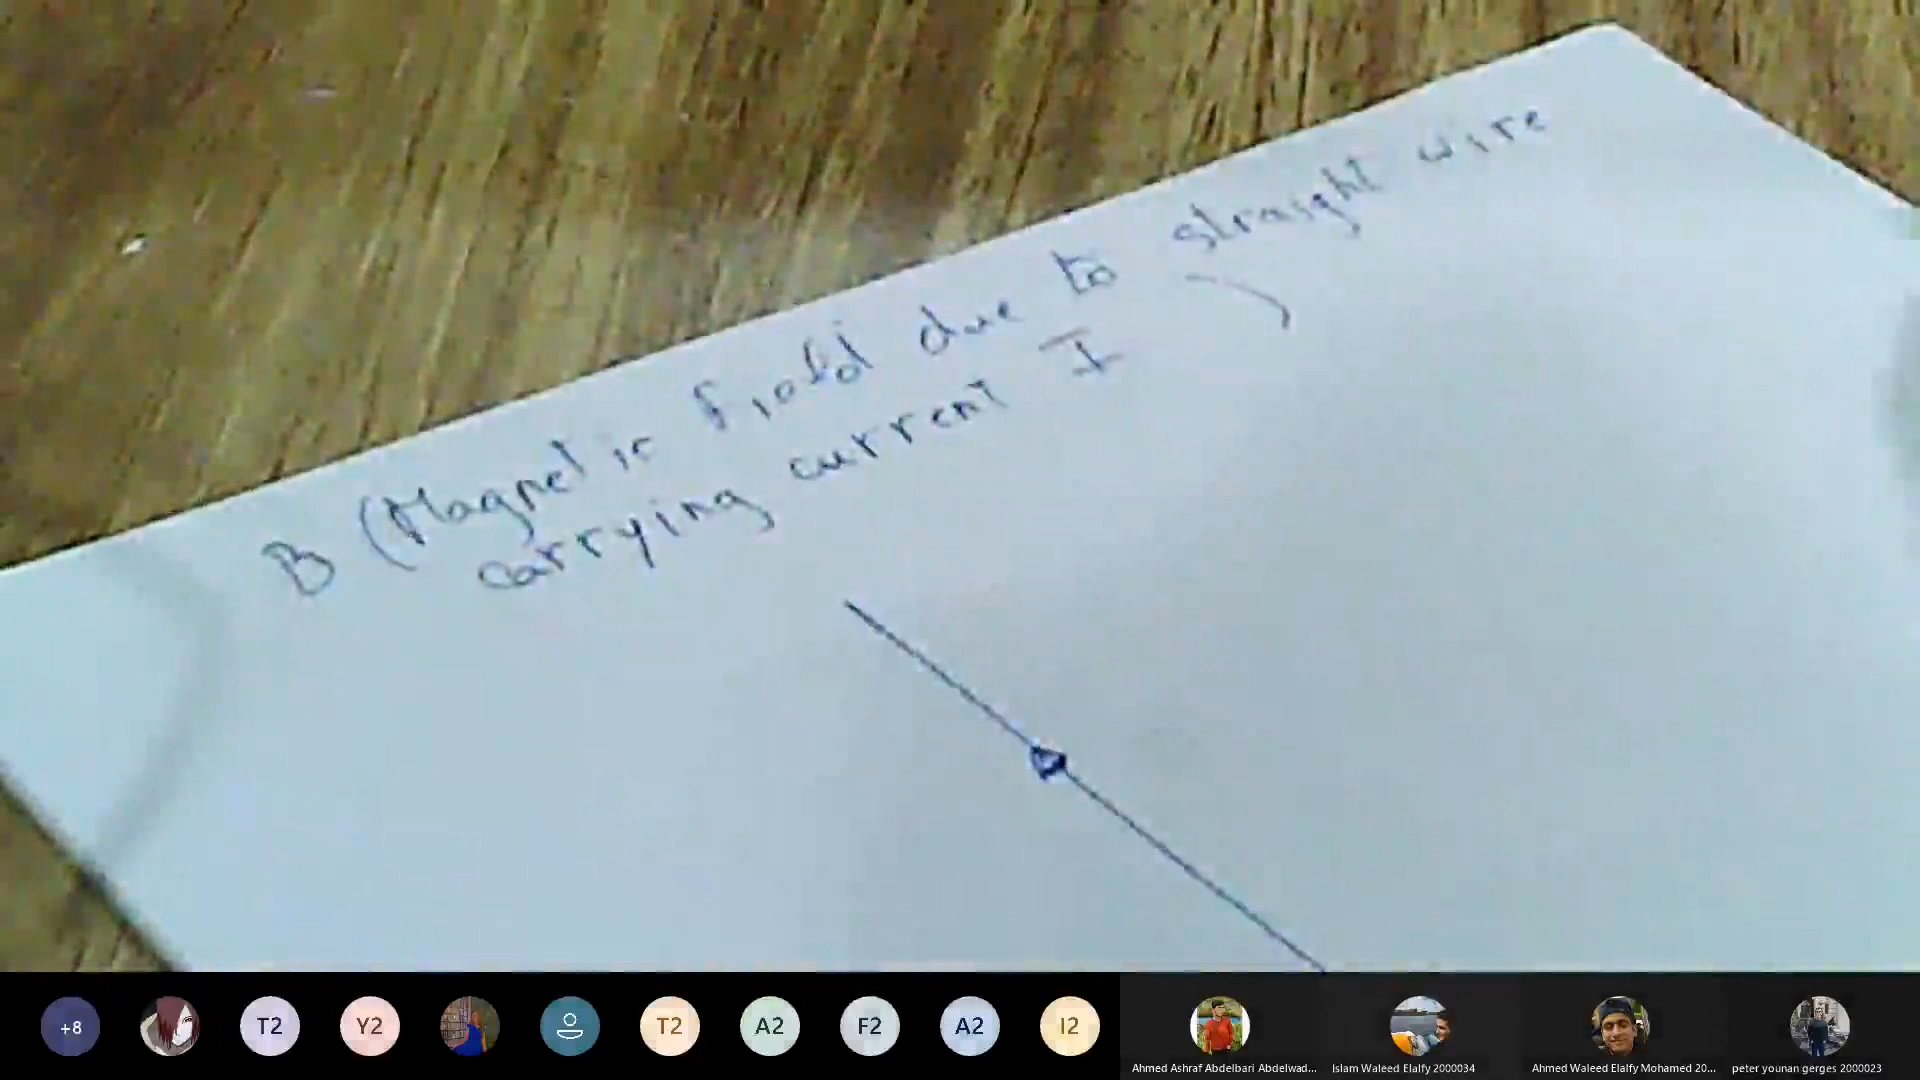 B (Magnetic field due to straight wire
carrying current I )
+8
T2
Y2
T2
A2
F2
A2
I2
Ahmed Ashraf Abdelbari Abdelwad...
Islam Waleed Elalfy 2000034
Ahmed Waleed Elalfy Mohamed 20...
peter younan gerges 2000023